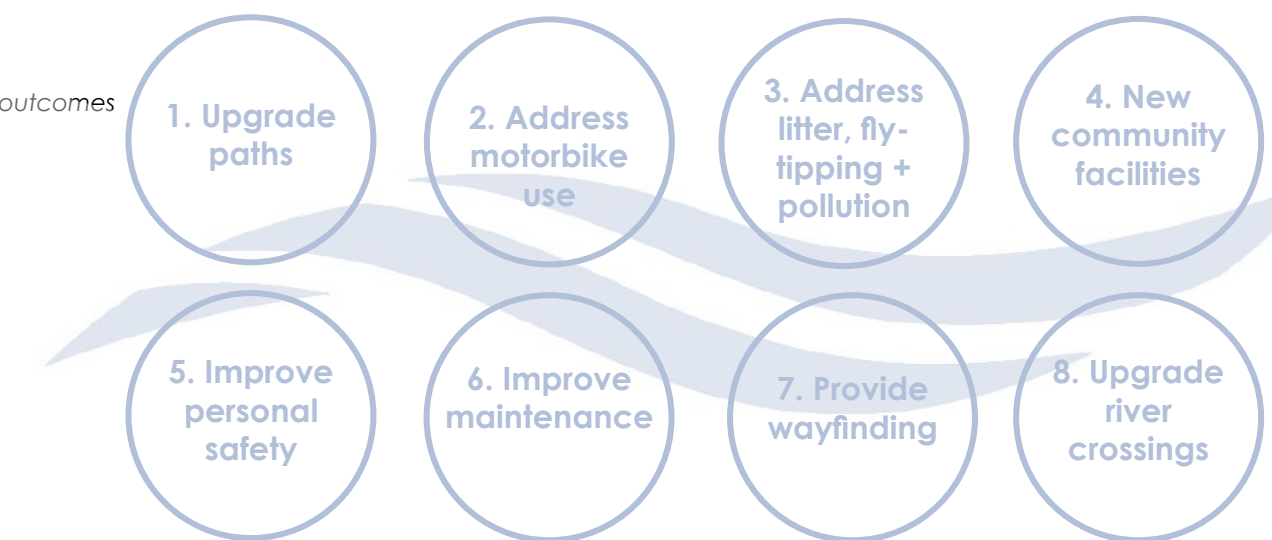 outcomes
1. Upgrade
paths
2. Address
motorbike
use
3. Address
litter, fly-
tipping +
pollution
4. New
community
facilities
5. Improve
personal
safety
6. Improve
maintenance
7. Provide
wayfinding
8. Upgrade
river
crossings